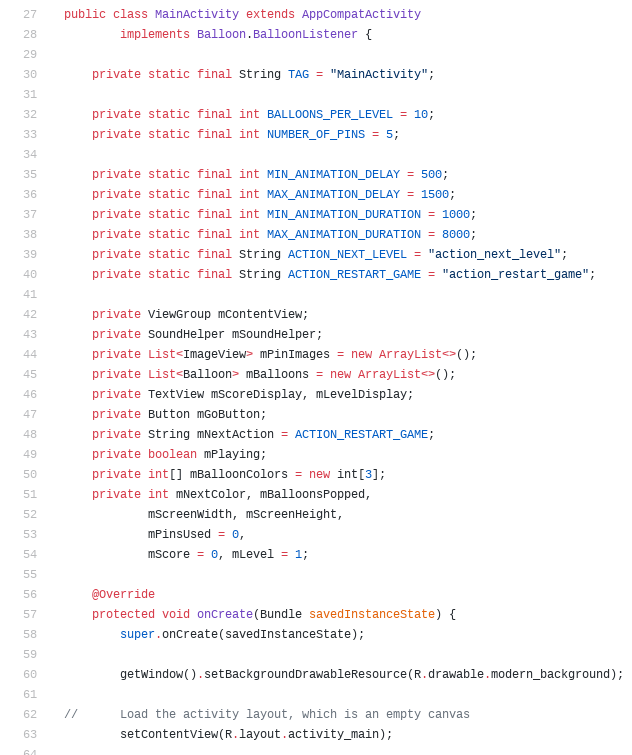 27 public class MainActivity extends AppCompatActivity
28         implements Balloon.BalloonListener {
29
30     private static final String TAG = "MainActivity";
31
32     private static final int BALLOONS_PER_LEVEL = 10;
33     private static final int NUMBER_OF_PINS = 5;
34
35     private static final int MIN_ANIMATION_DELAY = 500;
36     private static final int MAX_ANIMATION_DELAY = 1500;
37     private static final int MIN_ANIMATION_DURATION = 1000;
38     private static final int MAX_ANIMATION_DURATION = 8000;
39     private static final String ACTION_NEXT_LEVEL = "action_next_level";
40     private static final String ACTION_RESTART_GAME = "action_restart_game";
41
42     private ViewGroup mContentView;
43     private SoundHelper mSoundHelper;
44     private List<ImageView> mPinImages = new ArrayList<>();
45     private List<Balloon> mBalloons = new ArrayList<>();
46     private TextView mScoreDisplay, mLevelDisplay;
47     private Button mGoButton;
48     private String mNextAction = ACTION_RESTART_GAME;
49     private boolean mPlaying;
50     private int[] mBalloonColors = new int[3];
51     private int mNextColor, mBalloonsPopped,
52             mScreenWidth, mScreenHeight,
53             mPinsUsed = 0,
54             mScore = 0, mLevel = 1;
55
56     @Override
57     protected void onCreate(Bundle savedInstanceState) {
58         super.onCreate(savedInstanceState);
59
60         getWindow().setBackgroundDrawableResource(R.drawable.modern_background);
61
62 //      Load the activity layout, which is an empty canvas
63         setContentView(R.layout.activity_main);
64